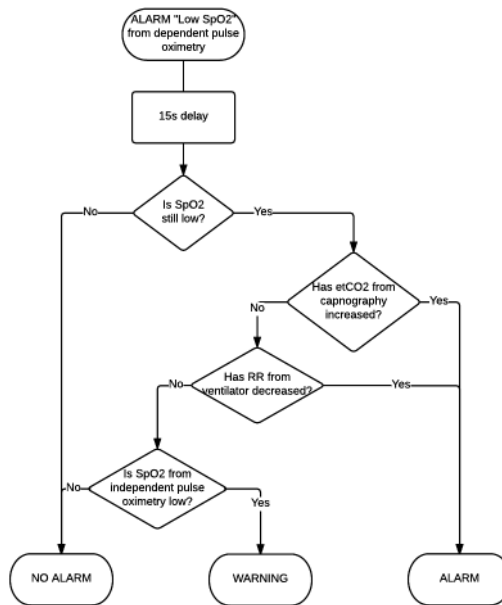 ALARM "Low SpO2"
from dependent pulse
oximetry
15s delay
Is SpO2
still low?
No
Yes
Has etCO2 from
capnography
increased?
No
Yes
Has RR from
ventilator decreased?
No
Yes
Is SpO2 from
independent pulse
oximetry low?
No
Yes
NO ALARM
WARNING
ALARM